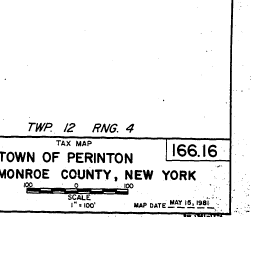 TWP. 12 RNG. 4
TAX MAP
TOWN OF PERINTON
166.16
MONROE COUNTY, NEW YORK
100 0 100
SCALE
1"=100'
MAP DATE MAY 15, 1981